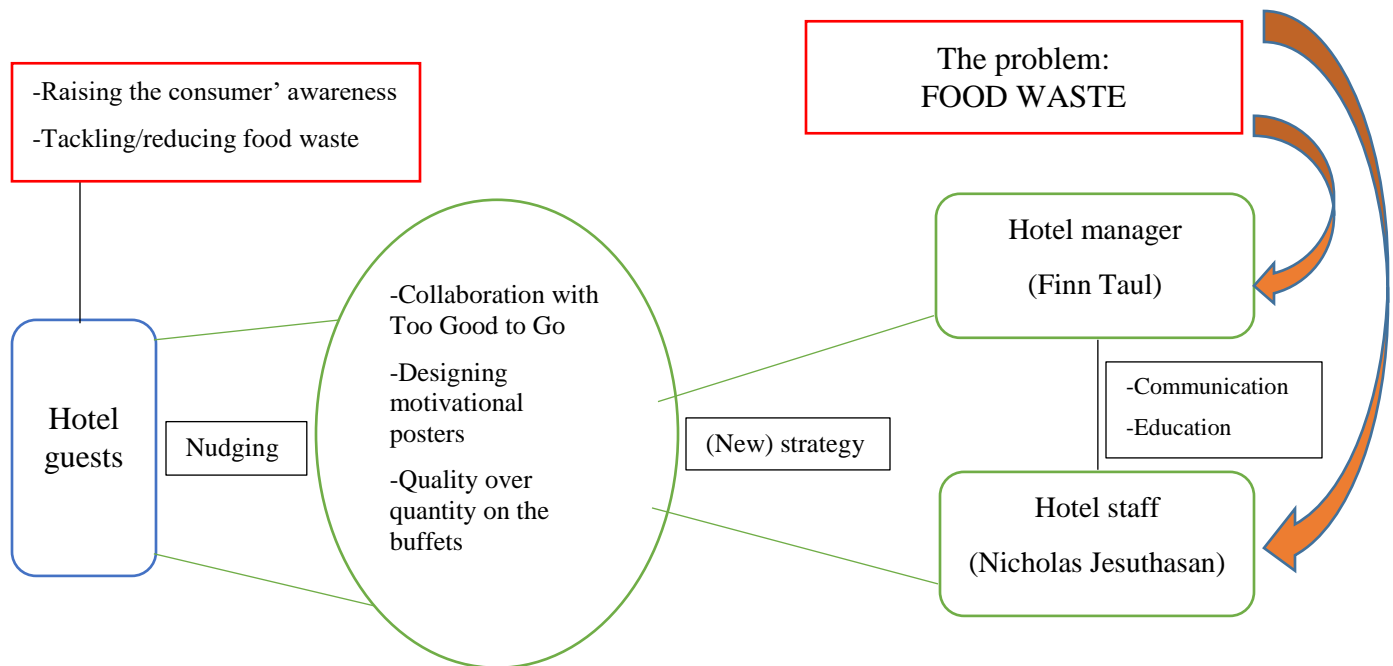 -Raising the consumer’ awareness
-Tackling/reducing food waste
The problem:
FOOD WASTE
Hotel manager
(Finn Taul)
-Collaboration with
Too Good to Go
-Designing
motivational
posters
-Quality over
quantity on the
buffets
Hotel
guests
Nudging
(New) strategy
-Communication
-Education
Hotel staff
(Nicholas Jesuthasan)